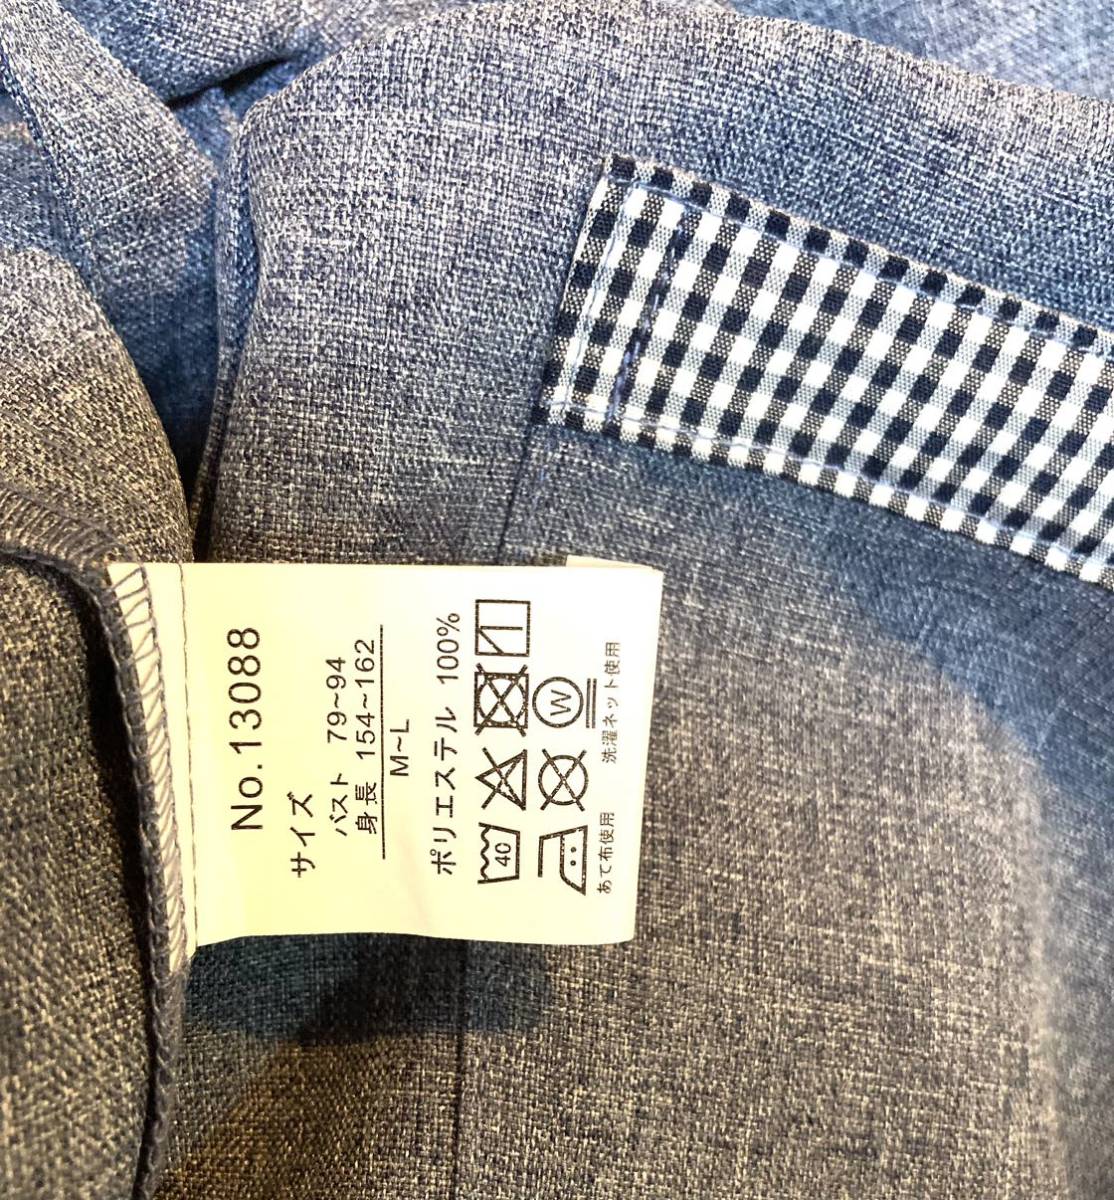 No.13088
サイズ
バスト 79~94
身長 154~162
M~L
ポリエステル 100%
40
W
あて布使用
洗濯ネット使用